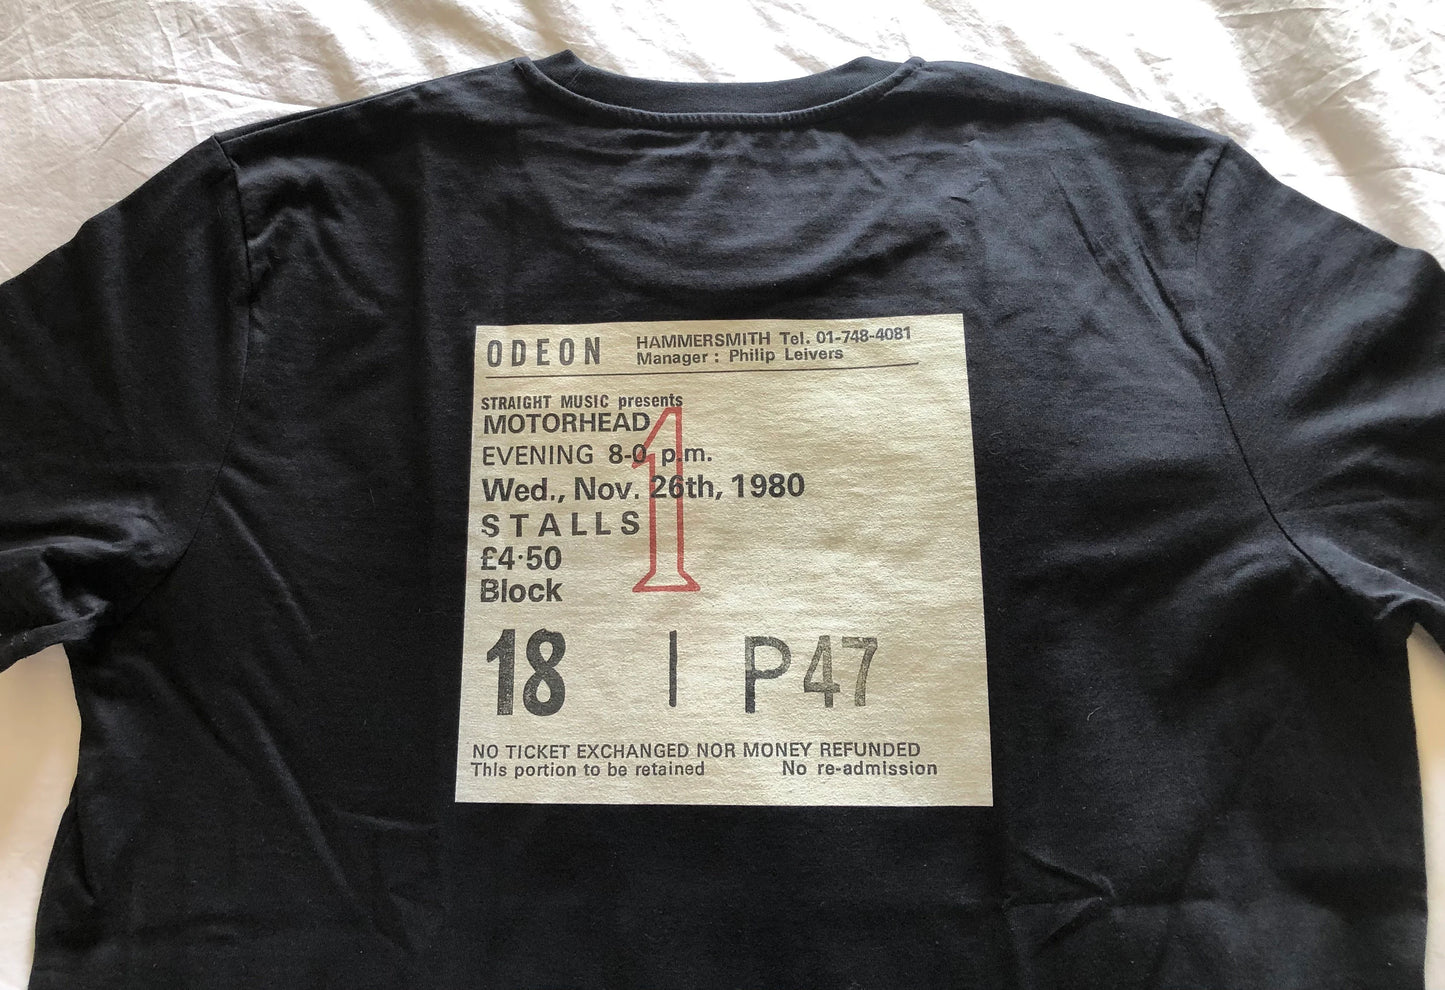 ODEON HAMMERSMITH Tel. 01-748-4081
Manager : Philip Leivers
STRAIGHT MUSIC presents
MOTORHEAD
EVENING 8-0 p.m.
Wed., Nov. 26th, 1980
STALLS
£4·50
Block
1
18 | P47
NO TICKET EXCHANGED NOR MONEY REFUNDED
This portion to be retained No re-admission